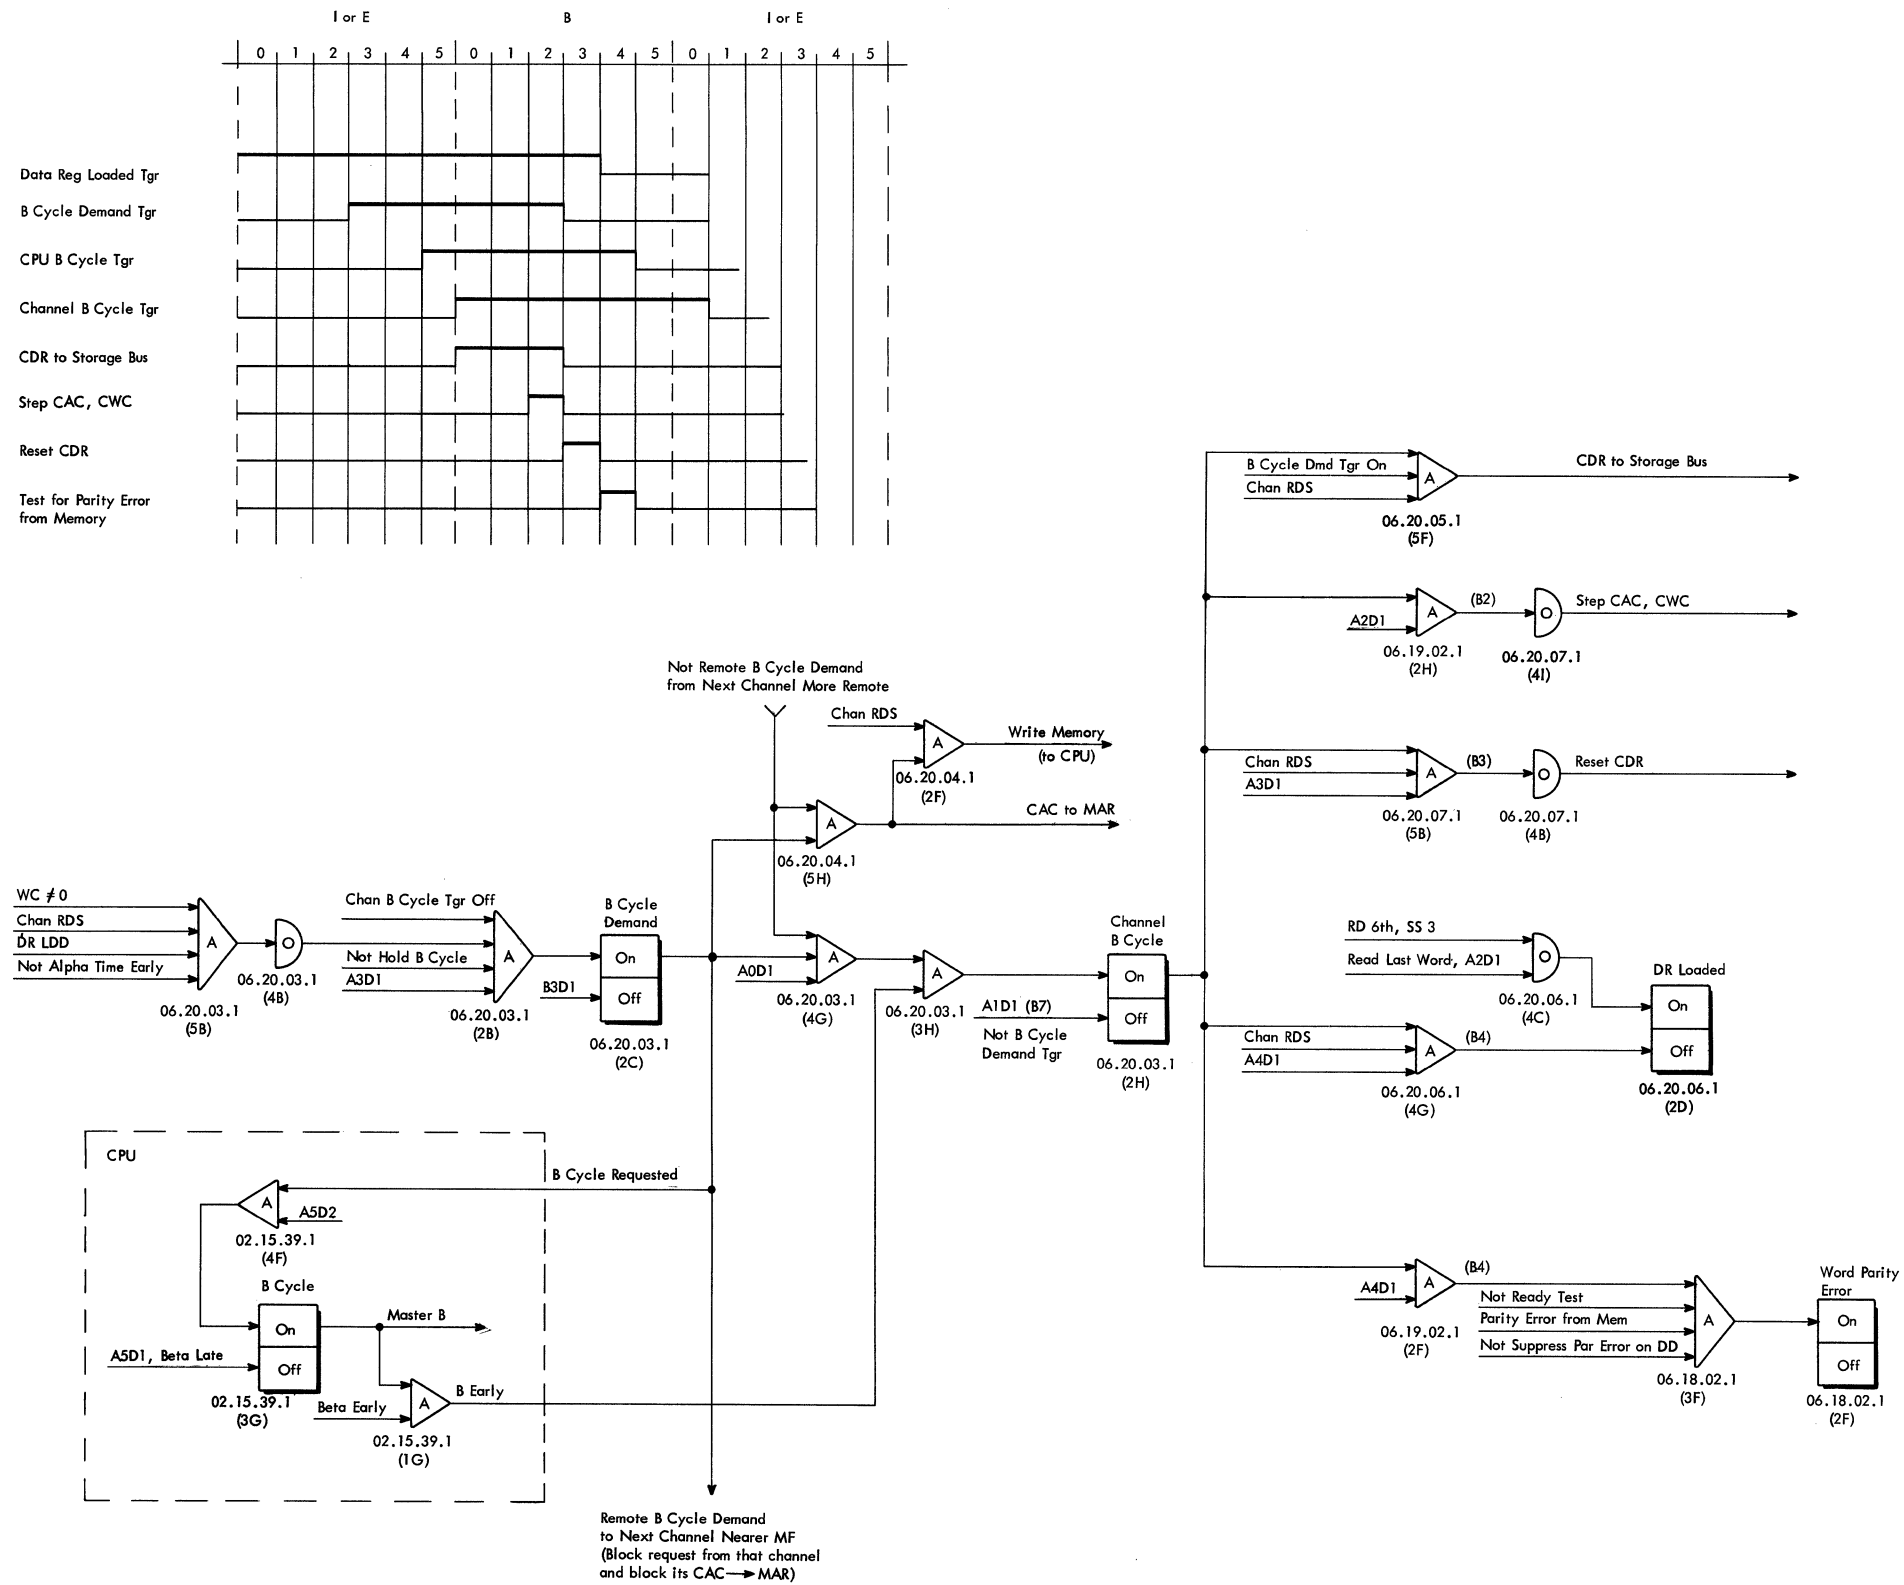 I or E B I or E
0 1 2 3 4 5 0 1 2 3 4 5 0 1 2 3 4 5
Data Reg Loaded Tgr
B Cycle Demand Tgr
CPU B Cycle Tgr
Channel B Cycle Tgr
CDR to Storage Bus
Step CAC, CWC
Reset CDR
Test for Parity Error
from Memory
B Cycle Dmd Tgr On
Chan RDS
A
CDR to Storage Bus
06.20.05.1
(5F)
A2D1
A
(B2)
O
Step CAC, CWC
06.19.02.1
(2H)
06.20.07.1
(4I)
Not Remote B Cycle Demand
from Next Channel More Remote
Chan RDS
A
Write Memory
(to CPU)
06.20.04.1
(2F)
A
CAC to MAR
06.20.04.1
(5H)
Chan RDS
A3D1
A
(B3)
O
Reset CDR
06.20.07.1
(5B)
06.20.07.1
(4B)
WC ≠ 0
Chan RDS
DR LDD
Not Alpha Time Early
A
06.20.03.1
(5B)
O
06.20.03.1
(4B)
Chan B Cycle Tgr Off
Not Hold B Cycle
A3D1
A
06.20.03.1
(2B)
B Cycle
Demand
On
Off
B3D1
06.20.03.1
(2C)
A0D1
A
06.20.03.1
(4G)
A
06.20.03.1
(3H)
A1D1 (B7)
Not B Cycle
Demand Tgr
Channel
B Cycle
On
Off
06.20.03.1
(2H)
RD 6th, SS 3
Read Last Word, A2D1
O
06.20.06.1
(4C)
DR Loaded
On
Off
06.20.06.1
(2D)
Chan RDS
A4D1
A
(B4)
06.20.06.1
(4G)
CPU
B Cycle Requested
A
A5D2
02.15.39.1
(4F)
B Cycle
On
Off
A5D1, Beta Late
02.15.39.1
(3G)
Master B
Beta Early
A
B Early
02.15.39.1
(1G)
A4D1
A
(B4)
06.19.02.1
(2F)
Not Ready Test
Parity Error from Mem
Not Suppress Par Error on DD
A
06.18.02.1
(3F)
Word Parity
Error
On
Off
06.18.02.1
(2F)
Remote B Cycle Demand
to Next Channel Nearer MF
(Block request from that channel
and block its CAC → MAR)